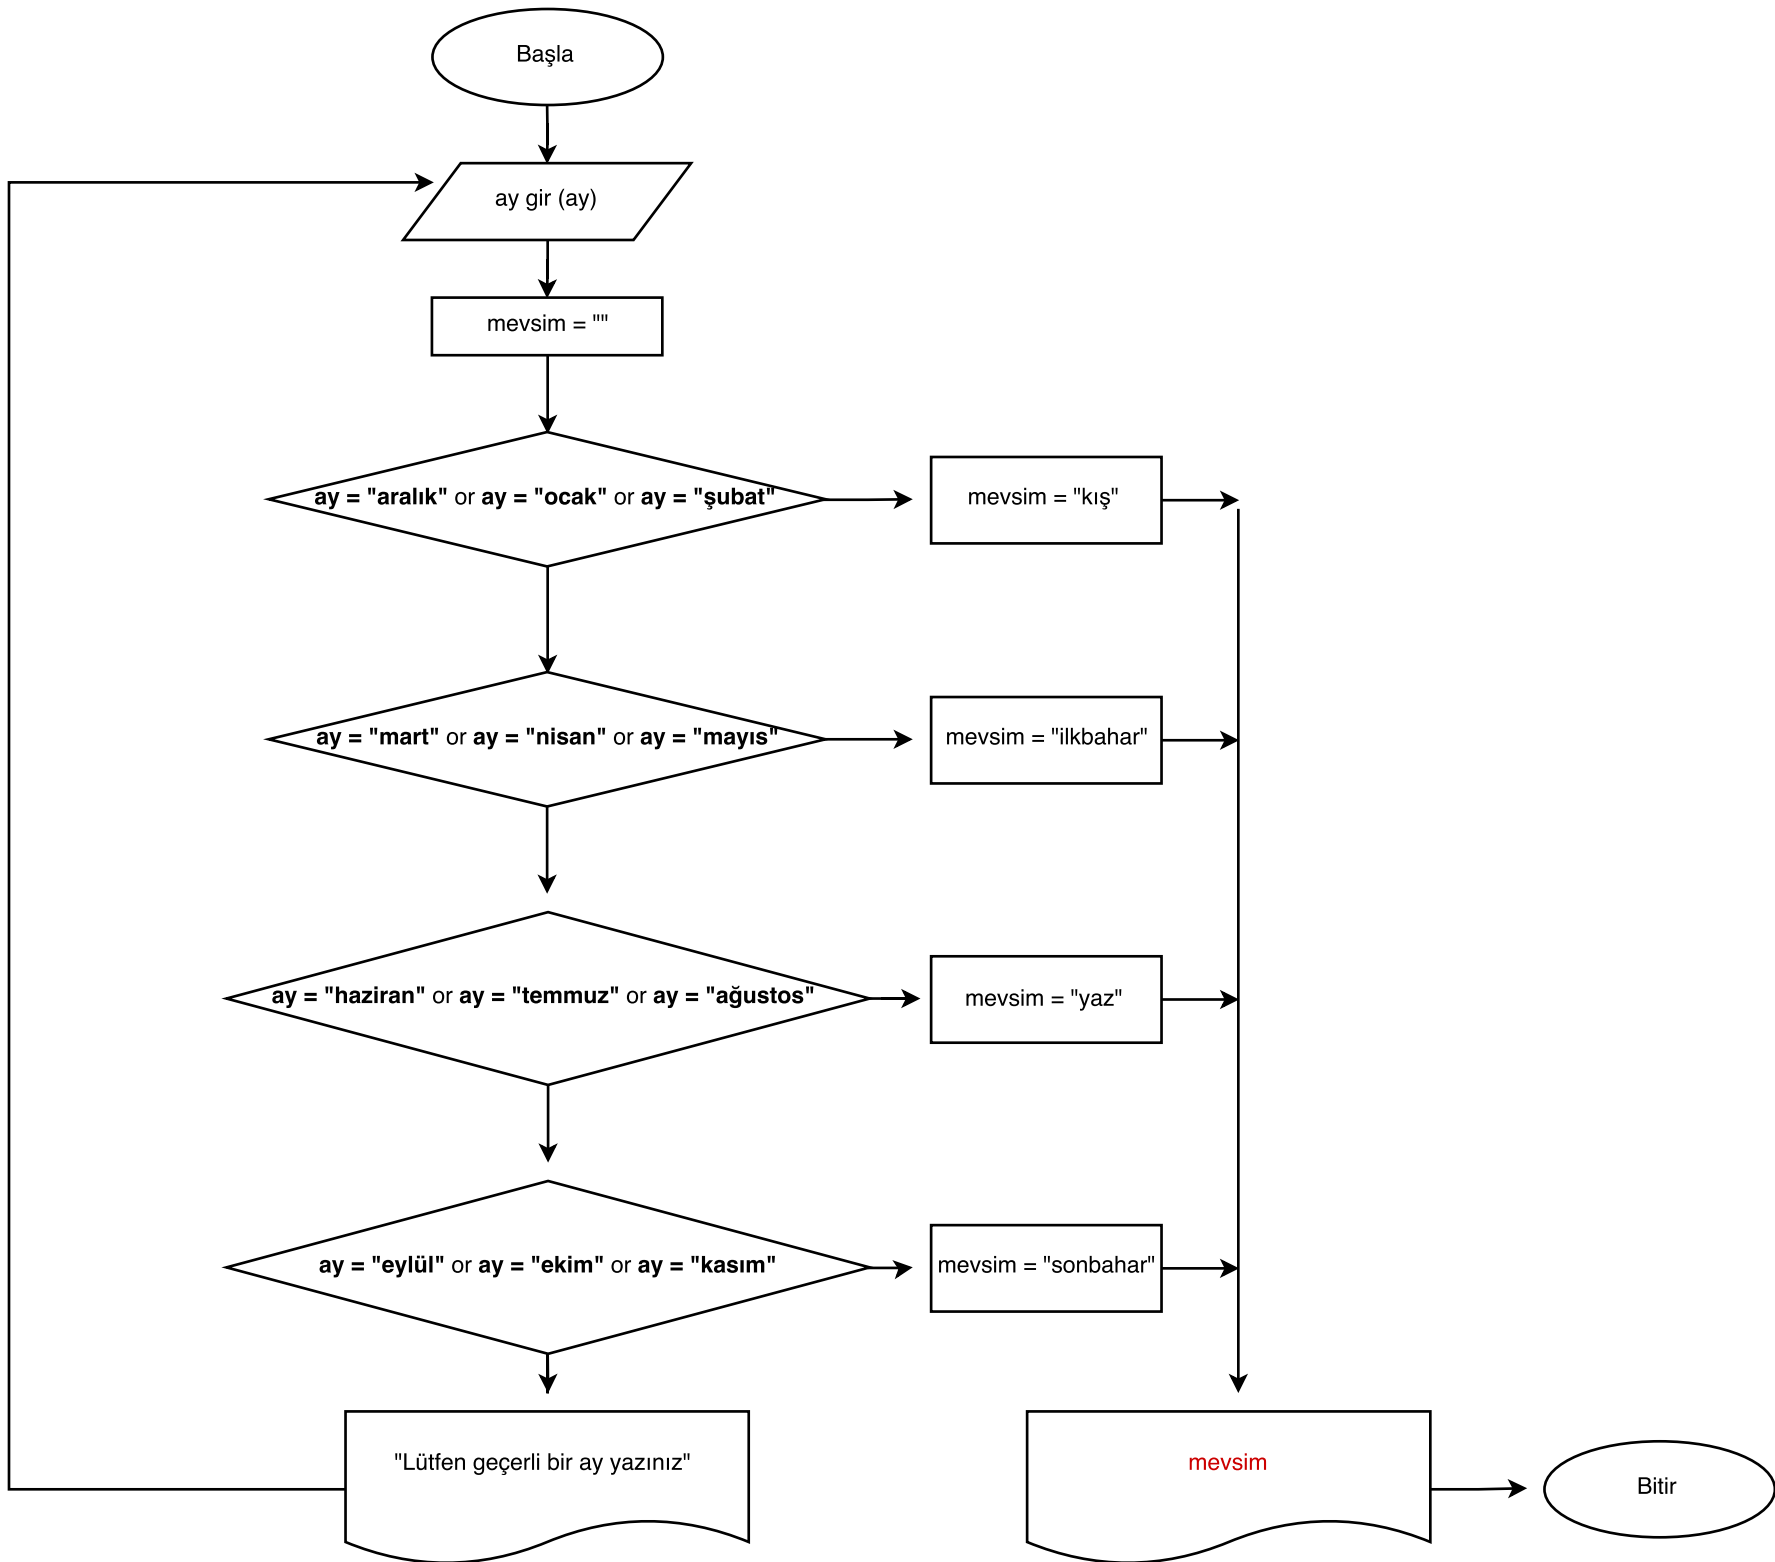 Başla
ay gir (ay)
mevsim = ""
ay = "aralık" or ay = "ocak" or ay = "şubat"
mevsim = "kış"
ay = "mart" or ay = "nisan" or ay = "mayıs"
mevsim = "ilkbahar"
ay = "haziran" or ay = "temmuz" or ay = "ağustos"
mevsim = "yaz"
ay = "eylül" or ay = "ekim" or ay = "kasım"
mevsim = "sonbahar"
"Lütfen geçerli bir ay yazınız"
mevsim
Bitir